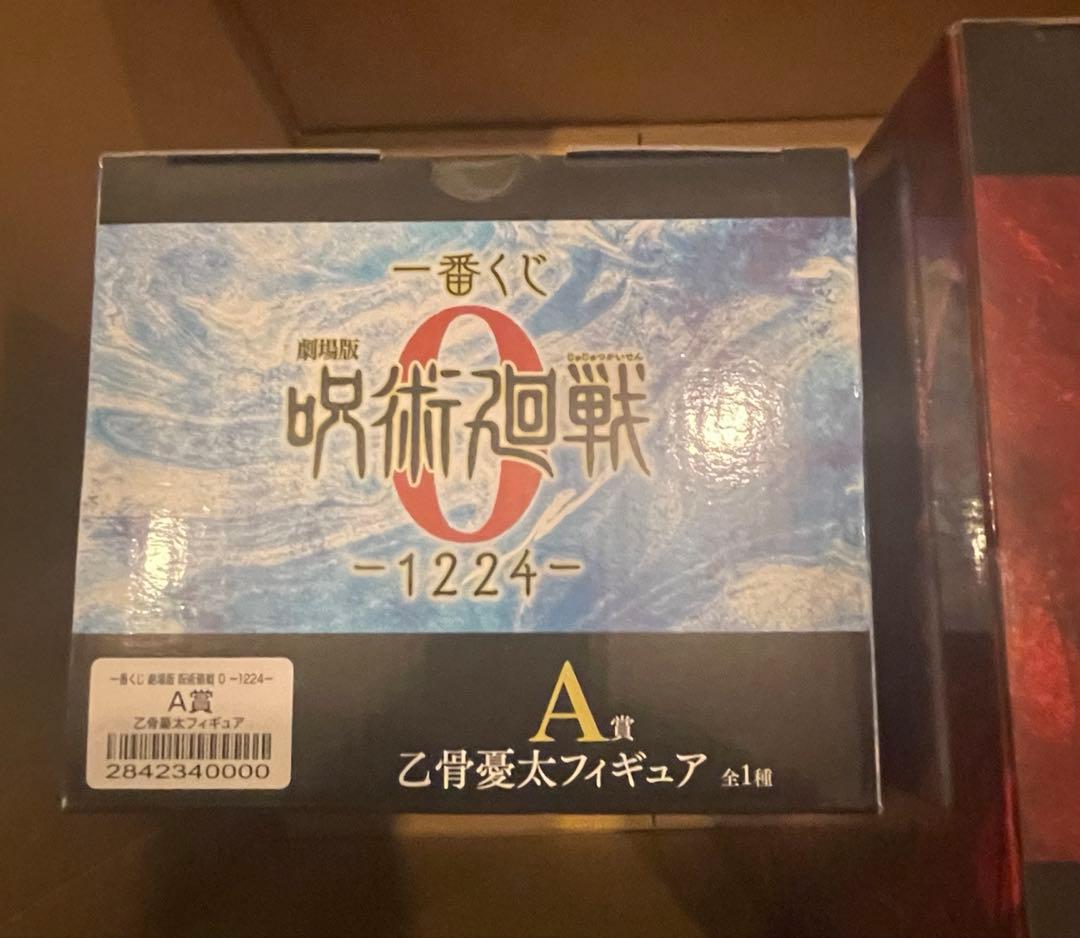 一番くじ
劇場版
じゅじゅつかいせん
呪術廻戦
0
-1224-
A賞
乙骨憂太フィギュア 全1種
一番くじ 劇場版 呪術廻戦 0 -1224-
A賞
乙骨憂太フィギュア
2842340000